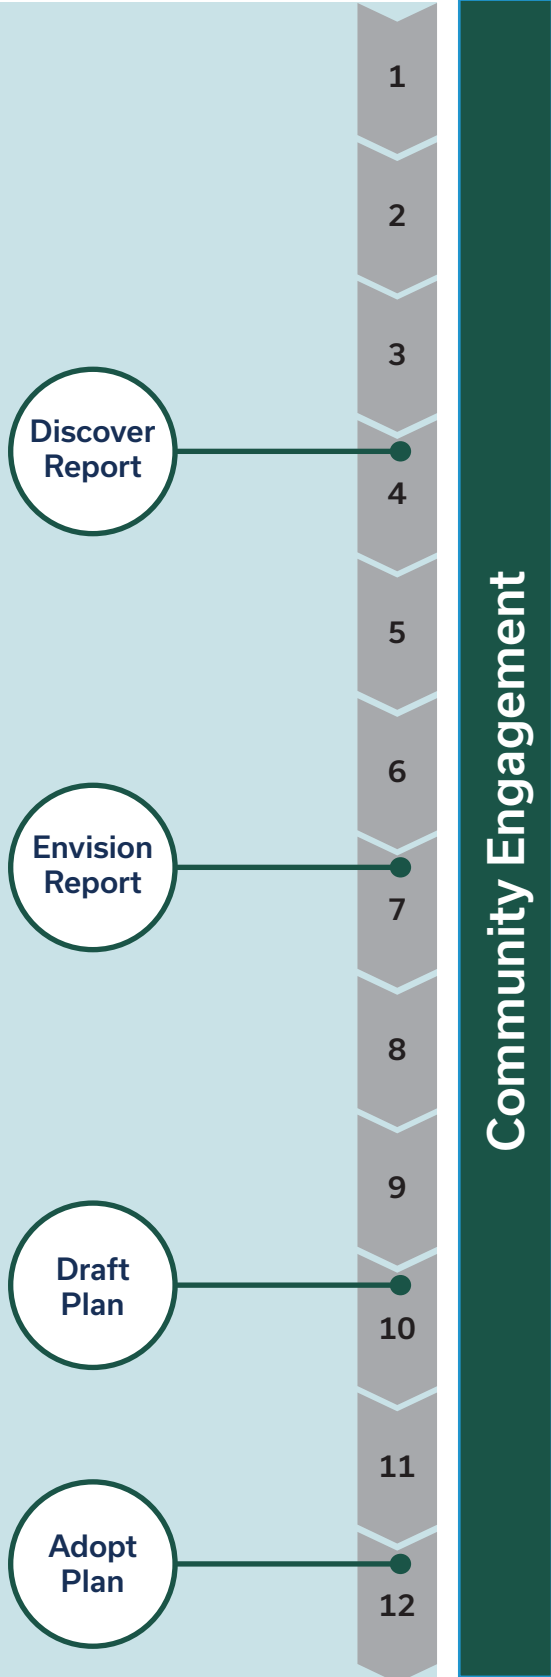 1
2
3
Discover
Report
4
5
6
Envision
Report
7
8
9
Draft
Plan
10
11
Adopt
Plan
12
Community Engagement